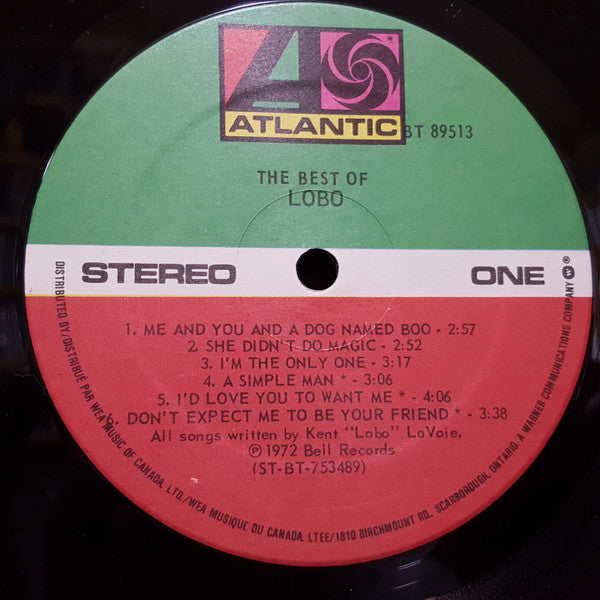 ATLANTIC
BT 89513
THE BEST OF
LOBO
STEREO
ONE
1. ME AND YOU AND A DOG NAMED BOO - 2:57
2. SHE DIDN'T DO MAGIC - 2:52
3. I'M THE ONLY ONE - 3:17
4. A SIMPLE MAN * - 3:06
5. I'D LOVE YOU TO WANT ME * - 4:06
6. DON'T EXPECT ME TO BE YOUR FRIEND * - 3:38
All songs written by Kent "Lobo" LaVoie.
℗ 1972 Bell Records
(ST-BT-753489)
DISTRIBUTED BY/DISTRIBUÉ PAR WEA MUSIC OF CANADA, LTD./WEA MUSIQUE DU CANADA, LTEE/1810 BIRCHMOUNT RD., SCARBOROUGH, ONTARIO. A WARNER COMMUNICATIONS COMPANY W ®